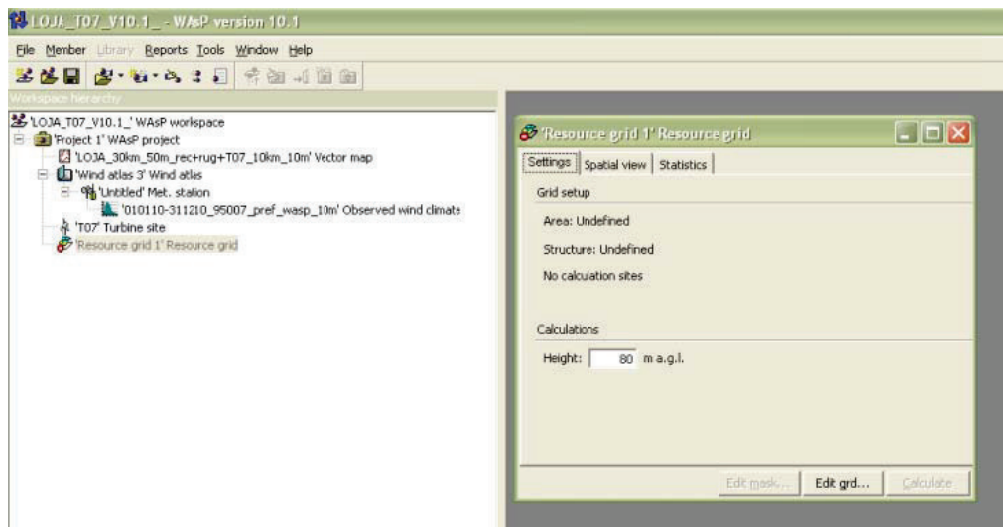 'LOJA_T07_V10.1_' - WAsP version 10.1
File Member Library Reports Tools Window Help
Workspace hierarchy
'LOJA_T07_V10.1_' WAsP workspace
'Project 1' WAsP project
'LOJA_30km_50m_rec+rug+T07_10km_10m' Vector map
'Wind atlas 3' Wind atlas
'Untitled' Met. station
'010110-311210_95007_pref_wasp_10m' Observed wind climate
'T07' Turbine site
'Resource grid 1' Resource grid
'Resource grid 1' Resource grid
Settings Spatial view Statistics
Grid setup
Area: Undefined
Structure: Undefined
No calcuation sites
Calculations
Height: 80 m a.g.l.
Edit mask... Edit grid... Calculate